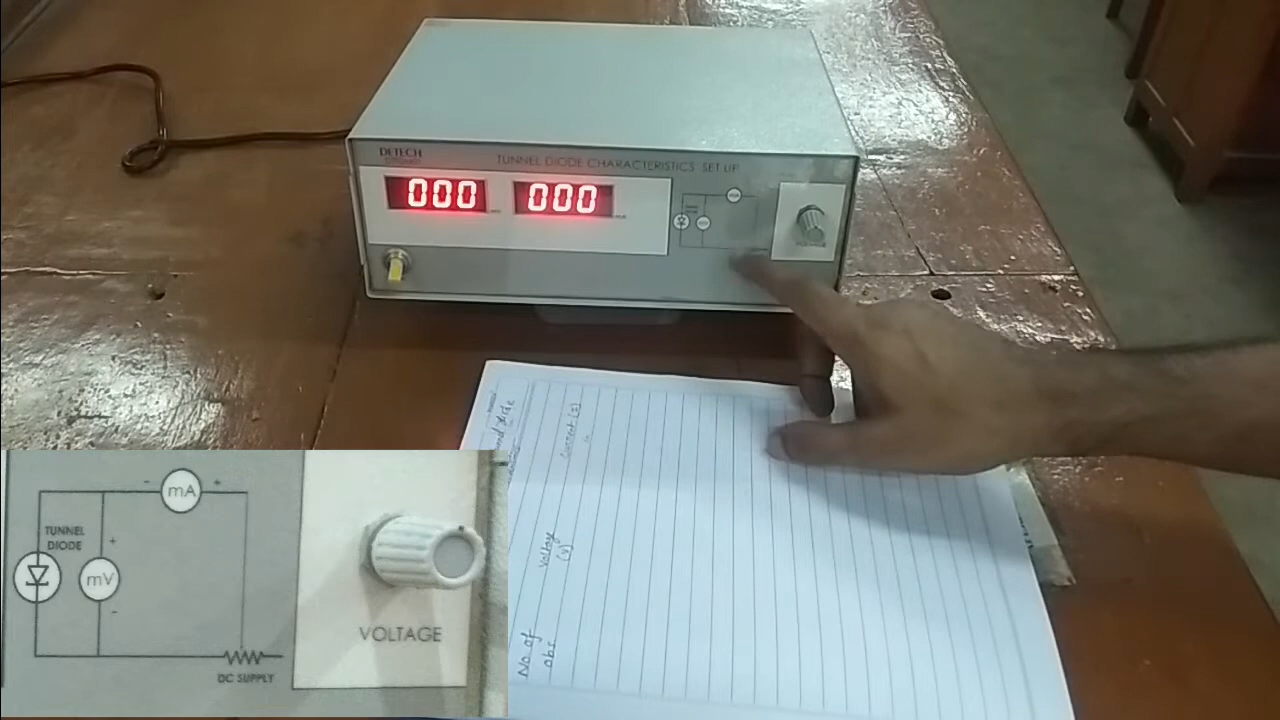 DETECH
TUNNEL DIODE CHARACTERISTICS SET UP
000 000
Current (I)
Voltage
(V)
No of
obs.
- mA +
TUNNEL
DIODE
+
mV
-
VOLTAGE
DC SUPPLY